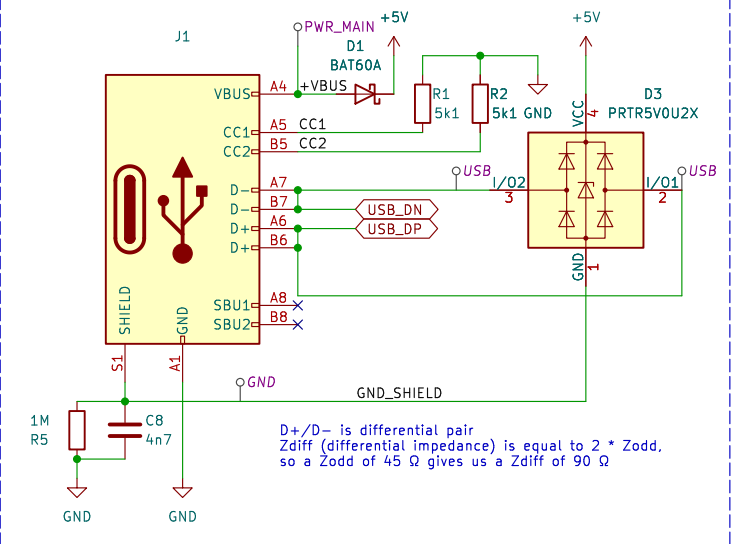 J1
PWR_MAIN
+5V
D1
BAT60A
+5V
VBUS
A4
+VBUS
R1
5k1
R2
5k1
GND
D3
PRTR5V0U2X
VCC
4
CC1
A5
CC1
CC2
B5
CC2
USB
USB
D-
A7
I/O2
3
I/O1
2
D-
B7
USB_DN
D+
A6
USB_DP
D+
B6
GND
1
SBU1
A8
SBU2
B8
SHIELD
GND
S1
A1
GND
GND_SHIELD
1M
R5
C8
4n7
D+/D- is differential pair
Zdiff (differential impedance) is equal to 2 * Zodd,
so a Zodd of 45 Ω gives us a Zdiff of 90 Ω
GND
GND